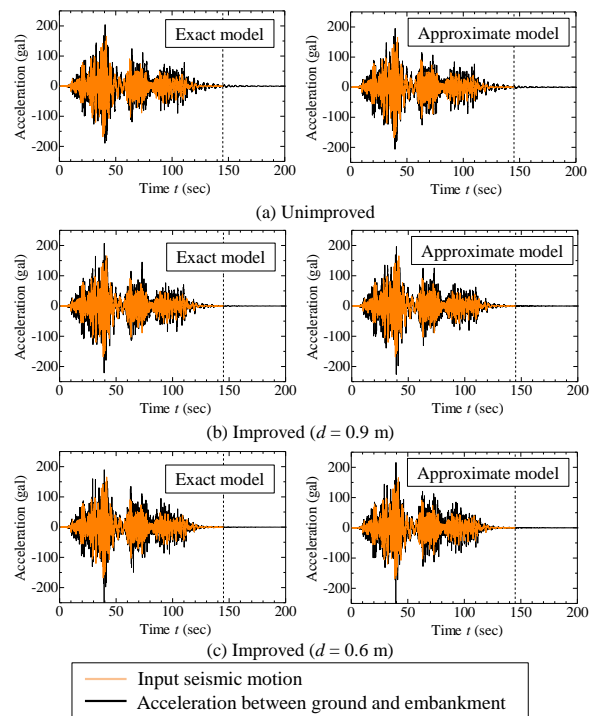 Exact model
Approximate model
200
100
0
-100
-200
Acceleration (gal)
0 50 100 150 200
Time t (sec)
200
100
0
-100
-200
Acceleration (gal)
0 50 100 150 200
Time t (sec)
(a) Unimproved
Exact model
Approximate model
200
100
0
-100
-200
Acceleration (gal)
0 50 100 150 200
Time t (sec)
200
100
0
-100
-200
Acceleration (gal)
0 50 100 150 200
Time t (sec)
(b) Improved (d = 0.9 m)
Exact model
Approximate model
200
100
0
-100
-200
Acceleration (gal)
0 50 100 150 200
Time t (sec)
200
100
0
-100
-200
Acceleration (gal)
0 50 100 150 200
Time t (sec)
(c) Improved (d = 0.6 m)
Input seismic motion
Acceleration between ground and embankment